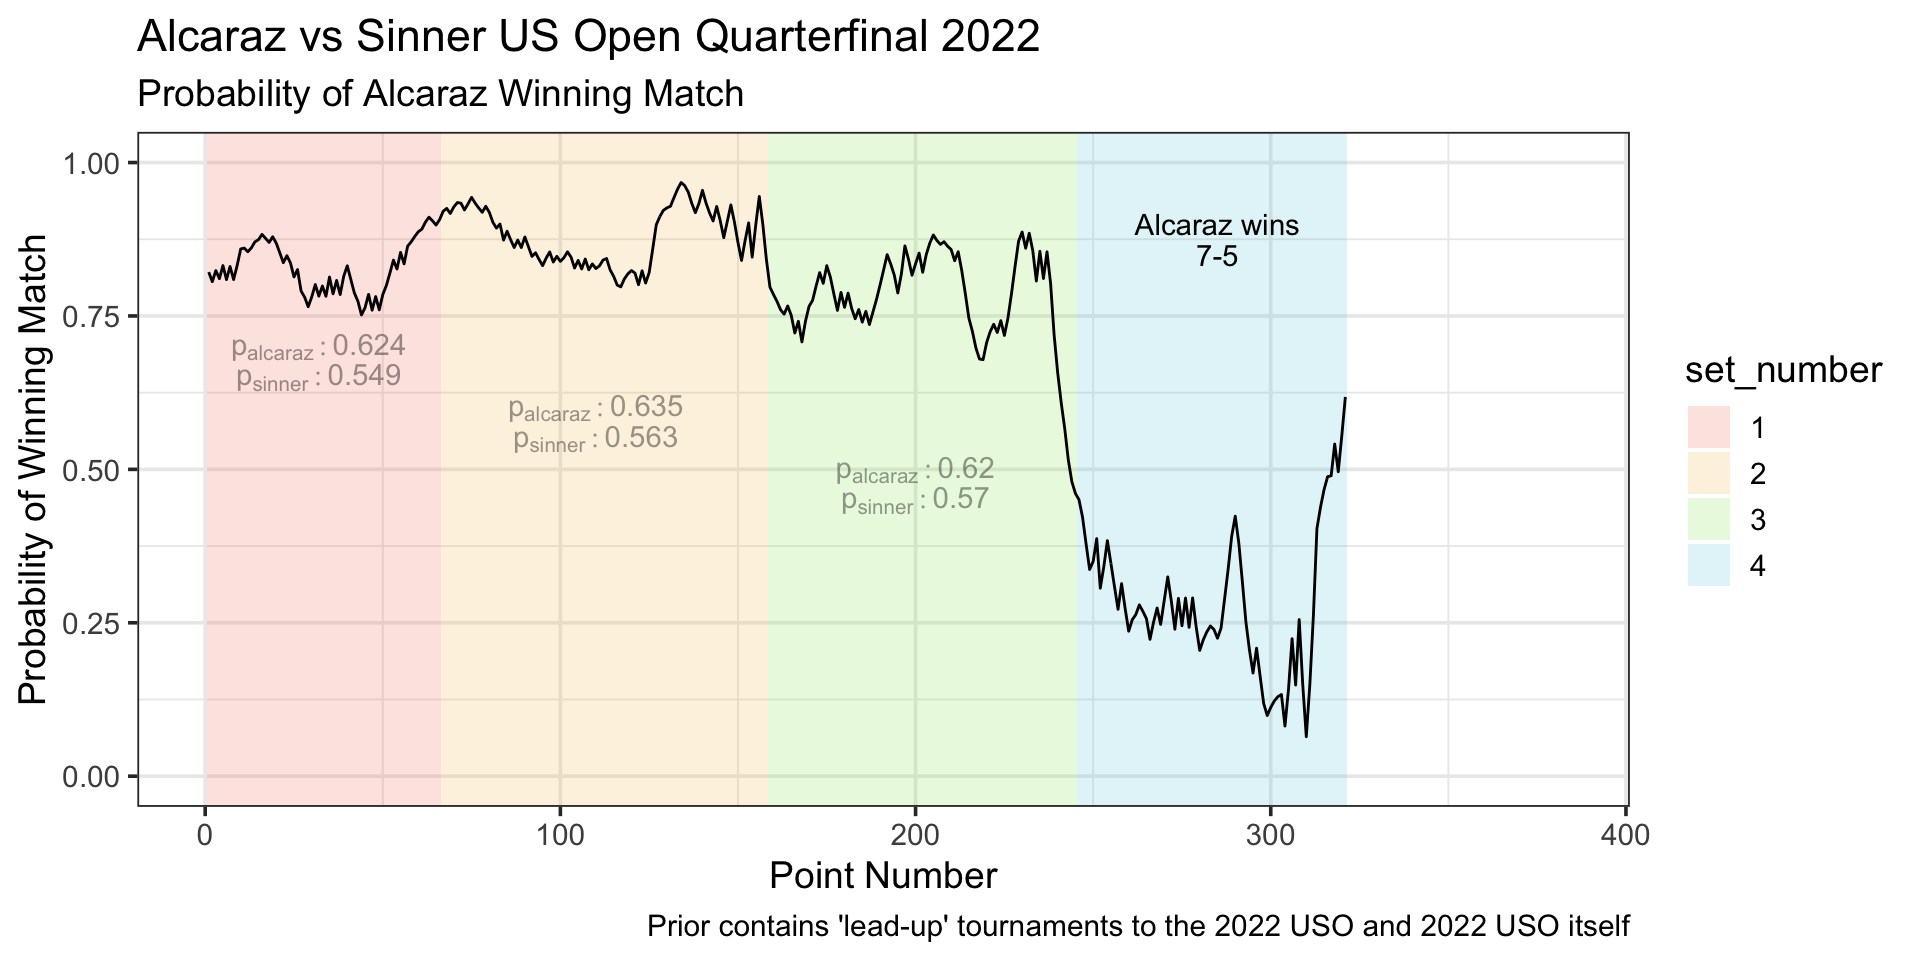 Alcaraz vs Sinner US Open Quarterfinal 2022
Probability of Alcaraz Winning Match
Probability of Winning Match
1.00
0.75
0.50
0.25
0.00
Alcaraz wins
7-5
palcaraz : 0.624
psinner : 0.549
palcaraz : 0.635
psinner : 0.563
palcaraz : 0.62
psinner : 0.57
set_number
1
2
3
4
0 100 200 300 400
Point Number
Prior contains 'lead-up' tournaments to the 2022 USO and 2022 USO itself